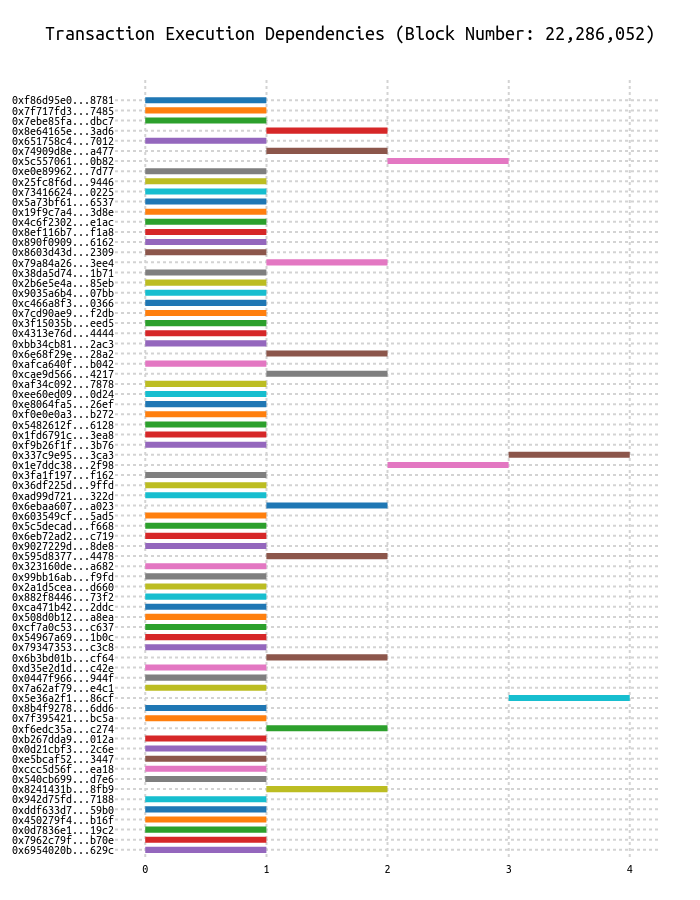 Transaction Execution Dependencies (Block Number: 22,286,052)
0xf86d95e0...8781
0x7f717fd3...7485
0x7ebe85fa...dbc7
0x8e64165e...3ad6
0x651758c4...7012
0x74909d8e...a477
0x5c557061...0b82
0xe0e89962...7d77
0x25fc8f6d...9446
0x73416624...0225
0x5a73bf61...6537
0x19f9c7a4...3d8e
0x4c6f2302...e1ac
0x8ef116b7...f1a8
0x890f0909...6162
0x8603d43d...2309
0x79a84a26...3ee4
0x38da5d74...1b71
0x2b6e5e4a...85eb
0x9035a6b4...07bb
0xc466a8f3...0366
0x7cd90ae9...f2db
0x3f15035b...eed5
0x4313e76d...4444
0xbb34cb81...2ac3
0x6e68f29e...28a2
0xafca640f...b042
0xcae9d566...4217
0xaf34c092...7878
0xee60ed09...0d24
0xe8064fa5...26ef
0xf0e0e0a3...b272
0x5482612f...6128
0x1fd6791c...3ea8
0xf9b26f1f...3b76
0x337c9e95...3ca3
0x1e7ddc38...2f98
0x3fa1f197...f162
0x36df225d...9ffd
0xad99d721...322d
0x6ebaa607...a023
0x603549cf...5ad5
0x5c5decad...f668
0x6eb72ad2...c719
0x9027229d...8de8
0x595d8377...4478
0x323160de...a682
0x99bb16ab...f9fd
0x2a1d5cea...d660
0x882f8446...73f2
0xca471b42...2ddc
0x508d0b12...a8ea
0xcf7a0c53...c637
0x54967a69...1b0c
0x79347353...c3c8
0x6b3bd01b...cf64
0xd35e2d1d...c42e
0x0447f966...944f
0x7a62af79...e4c1
0x5e36a2f1...86cf
0x8b4f9278...6dd6
0x7f395421...bc5a
0xf6edc35a...c274
0xb267dda9...012a
0x0d21cbf3...2c6e
0xe5bcaf52...3447
0xccc5d56f...ea18
0x540cb699...d7e6
0x8241431b...8fb9
0x942d75fd...7188
0xddf633d7...59b0
0x450279f4...b16f
0x0d7836e1...19c2
0x7962c79f...b70e
0x6954020b...629c
0 1 2 3 4